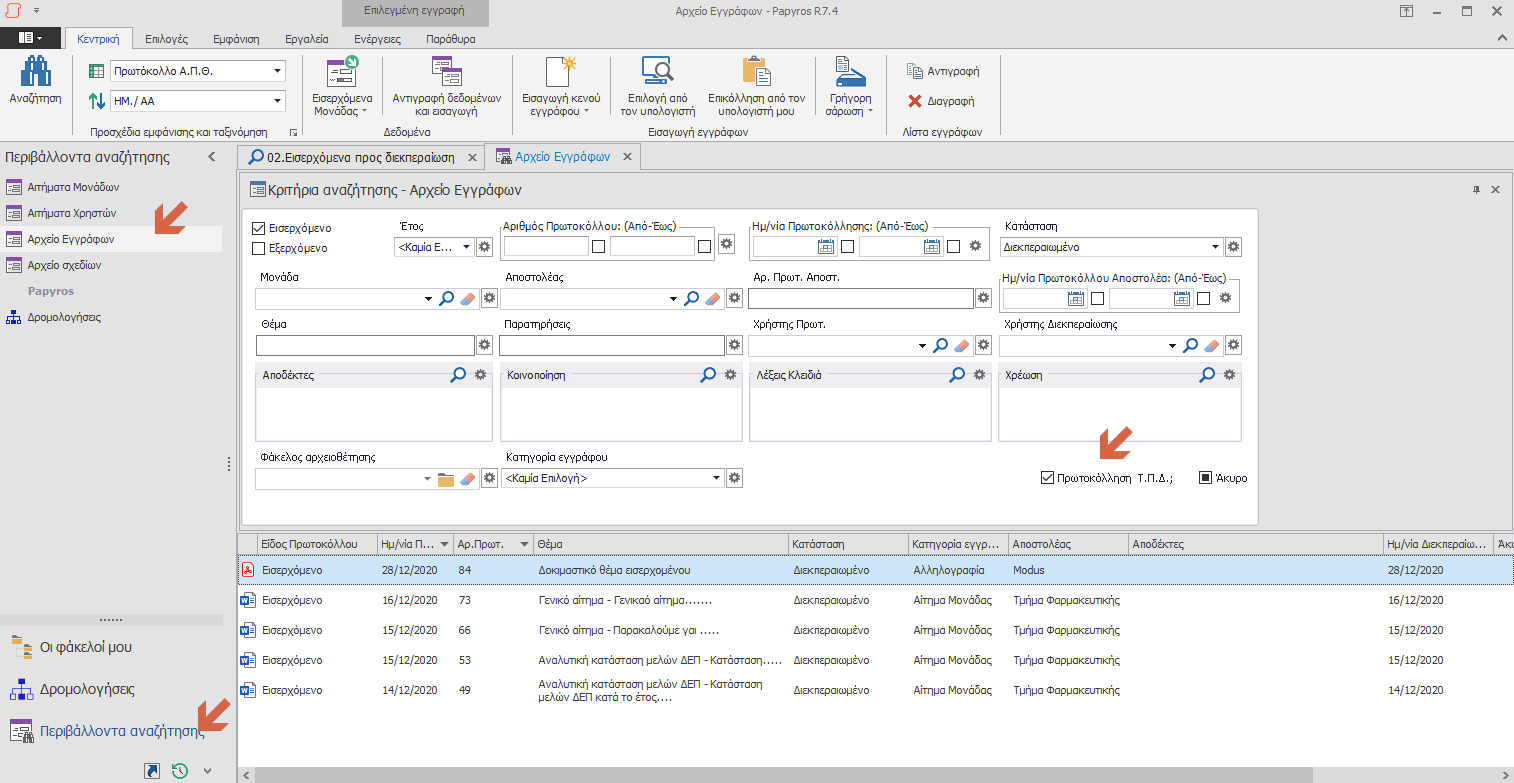 Επιλεγμένη εγγραφή
Αρχείο Εγγράφων - Papyros R7.4
Κεντρική Επιλογές Εμφάνιση Εργαλεία Ενέργειες Παράθυρα
Αναζήτηση
Πρωτόκολλο Α.Π.Θ.
ΗΜ./ ΑΑ
Προσχέδια εμφάνισης και ταξινόμηση
Εισερχόμενα
Μονάδας
Αντιγραφή δεδομένων
και εισαγωγή
Δεδομένα
Εισαγωγή κενού
εγγράφου
Επιλογή από
τον υπολογιστή
Επικόλληση από τον
υπολογιστή μου
Γρήγορη
σάρωση
Εισαγωγή εγγράφων
Αντιγραφή
Διαγραφή
Λίστα εγγράφων
Περιβάλλοντα αναζήτησης
Αιτήματα Μονάδων
Αιτήματα Χρηστών
Αρχείο Εγγράφων
Αρχείο σχεδίων
Papyros
Δρομολογήσεις
Οι φάκελοί μου
Δρομολογήσεις
Περιβάλλοντα αναζήτησης
02.Εισερχόμενα προς διεκπεραίωση
Αρχείο Εγγράφων
Κριτήρια αναζήτησης - Αρχείο Εγγράφων
Εισερχόμενο
Εξερχόμενο
Έτος
<Καμία Ε...
Αριθμός Πρωτοκόλλου: (Από-Έως)
Ημ/νία Πρωτοκόλλησης: (Από-Έως)
Κατάσταση
Διεκπεραιωμένο
Μονάδα
Αποστολέας
Αρ. Πρωτ. Αποστ.
Ημ/νία Πρωτοκόλλου Αποστολέα: (Από-Έως)
Θέμα
Παρατηρήσεις
Χρήστης Πρωτ.
Χρήστης Διεκπεραίωσης
Αποδέκτες
Κοινοποίηση
Λέξεις Κλειδιά
Χρέωση
Φάκελος αρχειοθέτησης
Κατηγορία εγγράφου
<Καμία Επιλογή>
Πρωτοκόλληση Τ.Π.Δ.;
Άκυρο
Είδος Πρωτοκόλλου Ημ/νία Π... Αρ.Πρωτ. Θέμα Κατάσταση Κατηγορία εγγρ... Αποστολέας Αποδέκτες Ημ/νία Διεκπεραίω... Άκυ
Εισερχόμενο 28/12/2020 84 Δοκιμαστικό θέμα εισερχομένου Διεκπεραιωμένο Αλληλογραφία Modus 28/12/2020
Εισερχόμενο 16/12/2020 73 Γενικό αίτημα - Γενικαό αίτημα....... Διεκπεραιωμένο Αίτημα Μονάδας Τμήμα Φαρμακευτικής 16/12/2020
Εισερχόμενο 15/12/2020 66 Γενικό αίτημα - Παρακαλούμε γαι ..... Διεκπεραιωμένο Αίτημα Μονάδας Τμήμα Φαρμακευτικής 15/12/2020
Εισερχόμενο 15/12/2020 53 Αναλυτική κατάσταση μελών ΔΕΠ - Κατάσταση..... Διεκπεραιωμένο Αίτημα Μονάδας Τμήμα Φαρμακευτικής 15/12/2020
Εισερχόμενο 14/12/2020 49 Αναλυτική κατάσταση μελών ΔΕΠ - Κατάσταση
μελών ΔΕΠ κατά το έτος.... Διεκπεραιωμένο Αίτημα Μονάδας Τμήμα Φαρμακευτικής 14/12/2020